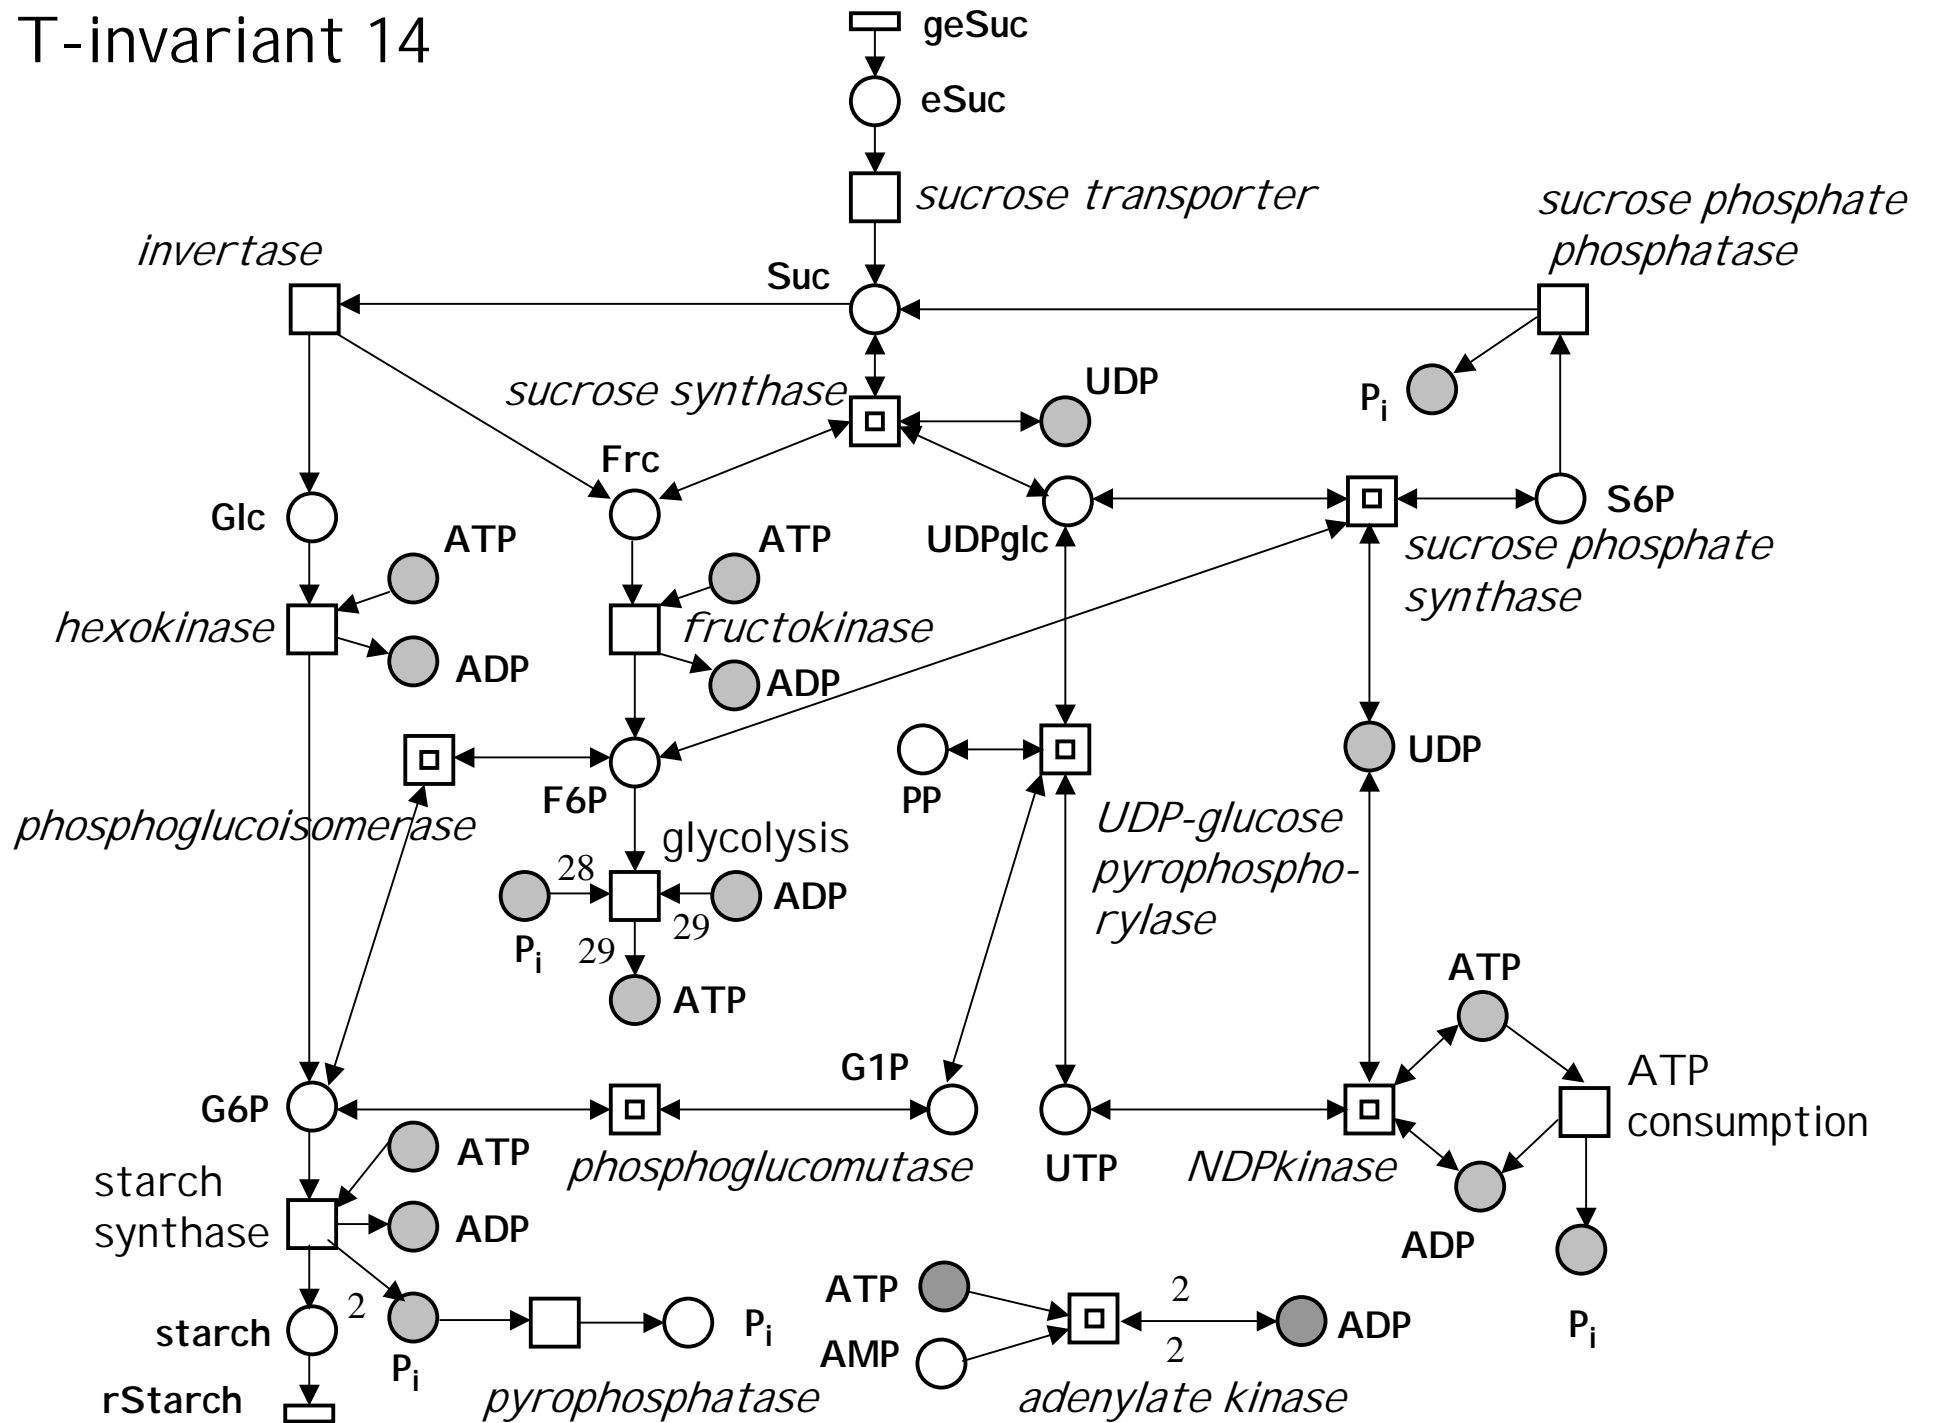 T-invariant 14
geSuc
eSuc
sucrose transporter
sucrose phosphate
phosphatase
invertase
Suc
sucrose synthase
UDP
Pi
Frc
Glc
ATP
ATP
UDPglc
S6P
sucrose phosphate
synthase
hexokinase
fructokinase
ADP
ADP
UDP
F6P
PP
phosphoglucoisomerase
glycolysis
UDP-glucose
pyrophospho-
rylase
28
ADP
29
Pi
29
ATP
ATP
G1P
ATP
consumption
G6P
ATP
phosphoglucomutase
UTP
NDPkinase
starch
synthase
ADP
ADP
2
Pi
starch
Pi
Pi
ATP
2
ADP
AMP
2
rStarch
pyrophosphatase
adenylate kinase